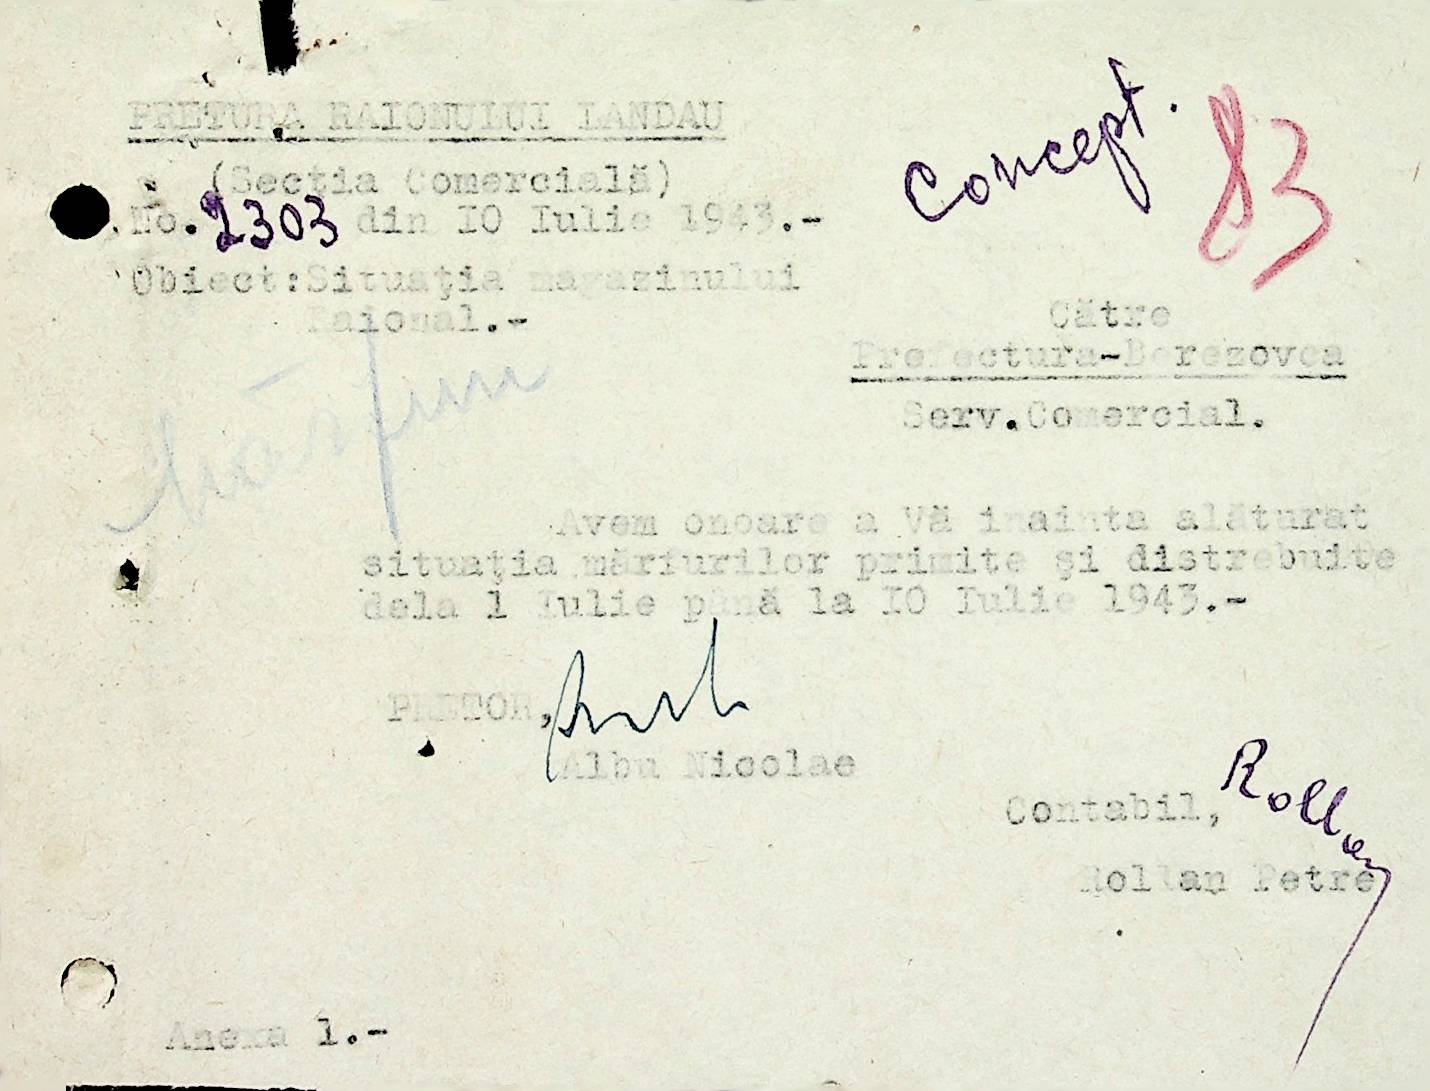 PRETURA RAIONULUI LANDAU
(Secţia Comercială)
No. 2303 din IO Iulie 1943.-
Obiect:Situaţia magazinului
Raional.-
Concept.
83
Către
Prefectura-Berezovca
Serv.Comercial.
Avem onoare a Vă inainta alăturat
situaţia mărfurilor primite şi distrebuite
dela 1 Iulie până la IO Iulie 1943.-
PRETOR,
Albu Nicolae
Contabil, Rollan
Rollan Petre
Anexa 1.-